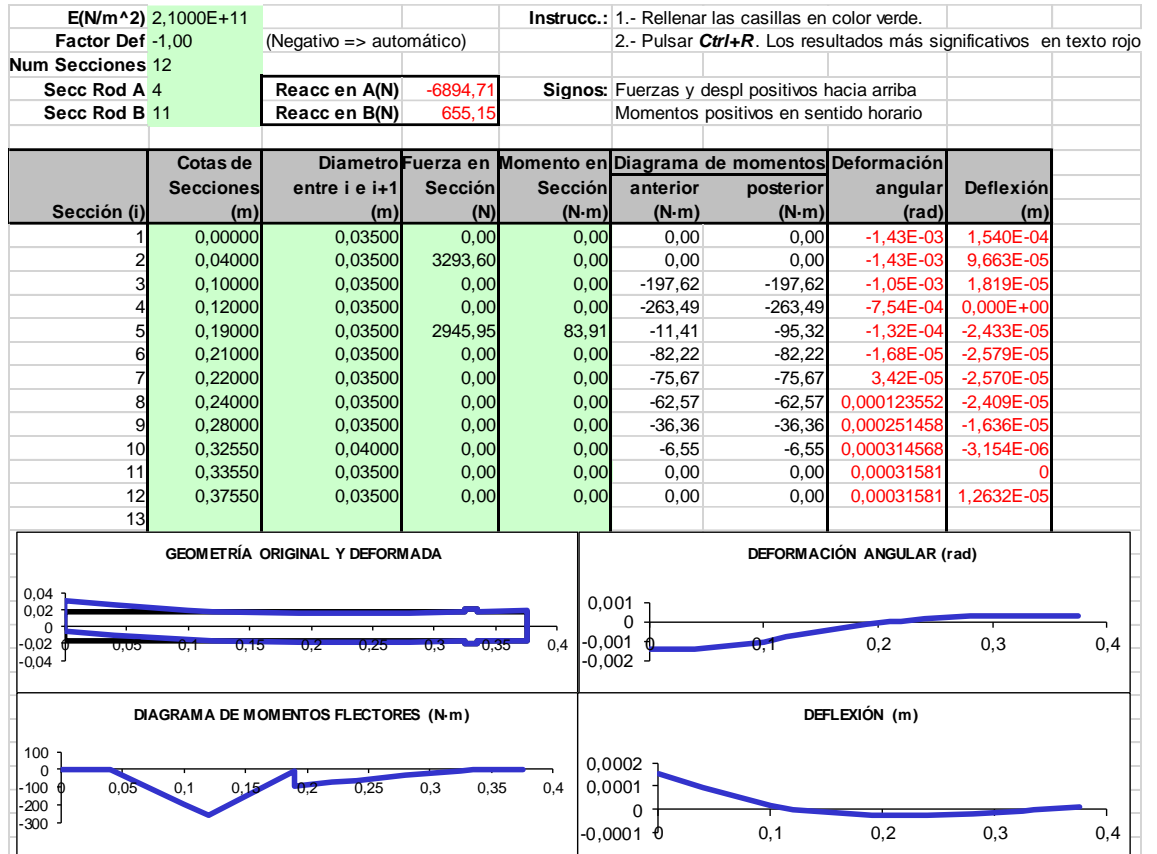 E(N/m^2) 2,1000E+11 Instrucc.: 1.- Rellenar las casillas en color verde.
Factor Def -1,00 (Negativo => automático) 2.- Pulsar Ctrl+R. Los resultados más significativos en texto rojo
Num Secciones 12
Secc Rod A 4 Reacc en A(N) -6894,71 Signos: Fuerzas y despl positivos hacia arriba
Secc Rod B 11 Reacc en B(N) 655,15 Momentos positivos en sentido horario
Cotas de Diametro Fuerza en Momento en Diagrama de momentos Deformación
Secciones entre i e i+1 Sección Sección anterior posterior angular Deflexión
Sección (i) (m) (m) (N) (N·m) (N·m) (N·m) (rad) (m)
1 0,00000 0,03500 0,00 0,00 0,00 0,00 -1,43E-03 1,540E-04
2 0,04000 0,03500 3293,60 0,00 0,00 0,00 -1,43E-03 9,663E-05
3 0,10000 0,03500 0,00 0,00 -197,62 -197,62 -1,05E-03 1,819E-05
4 0,12000 0,03500 0,00 0,00 -263,49 -263,49 -7,54E-04 0,000E+00
5 0,19000 0,03500 2945,95 83,91 -11,41 -95,32 -1,32E-04 -2,433E-05
6 0,21000 0,03500 0,00 0,00 -82,22 -82,22 -1,68E-05 -2,579E-05
7 0,22000 0,03500 0,00 0,00 -75,67 -75,67 3,42E-05 -2,570E-05
8 0,24000 0,03500 0,00 0,00 -62,57 -62,57 0,000123552 -2,409E-05
9 0,28000 0,03500 0,00 0,00 -36,36 -36,36 0,000251458 -1,636E-05
10 0,32550 0,04000 0,00 0,00 -6,55 -6,55 0,000314568 -3,154E-06
11 0,33550 0,03500 0,00 0,00 0,00 0,00 0,00031581 0
12 0,37550 0,03500 0,00 0,00 0,00 0,00 0,00031581 1,2632E-05
13
GEOMETRÍA ORIGINAL Y DEFORMADA
0,04
0,02
0
-0,02
-0,04
0 0,05 0,1 0,15 0,2 0,25 0,3 0,35 0,4
DEFORMACIÓN ANGULAR (rad)
0,001
0
-0,001
-0,002
0 0,1 0,2 0,3 0,4
DIAGRAMA DE MOMENTOS FLECTORES (N·m)
100
0
-100
-200
-300
0 0,05 0,1 0,15 0,2 0,25 0,3 0,35 0,4
DEFLEXIÓN (m)
0,0002
0,0001
0
-0,0001
0 0,1 0,2 0,3 0,4